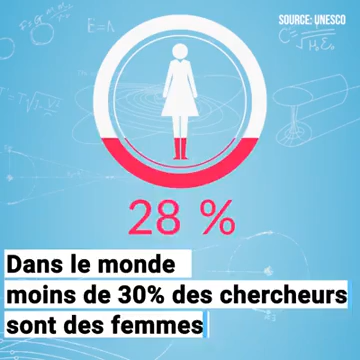 SOURCE: UNESCO
28 %
Dans le monde
moins de 30% des chercheurs
sont des femmes